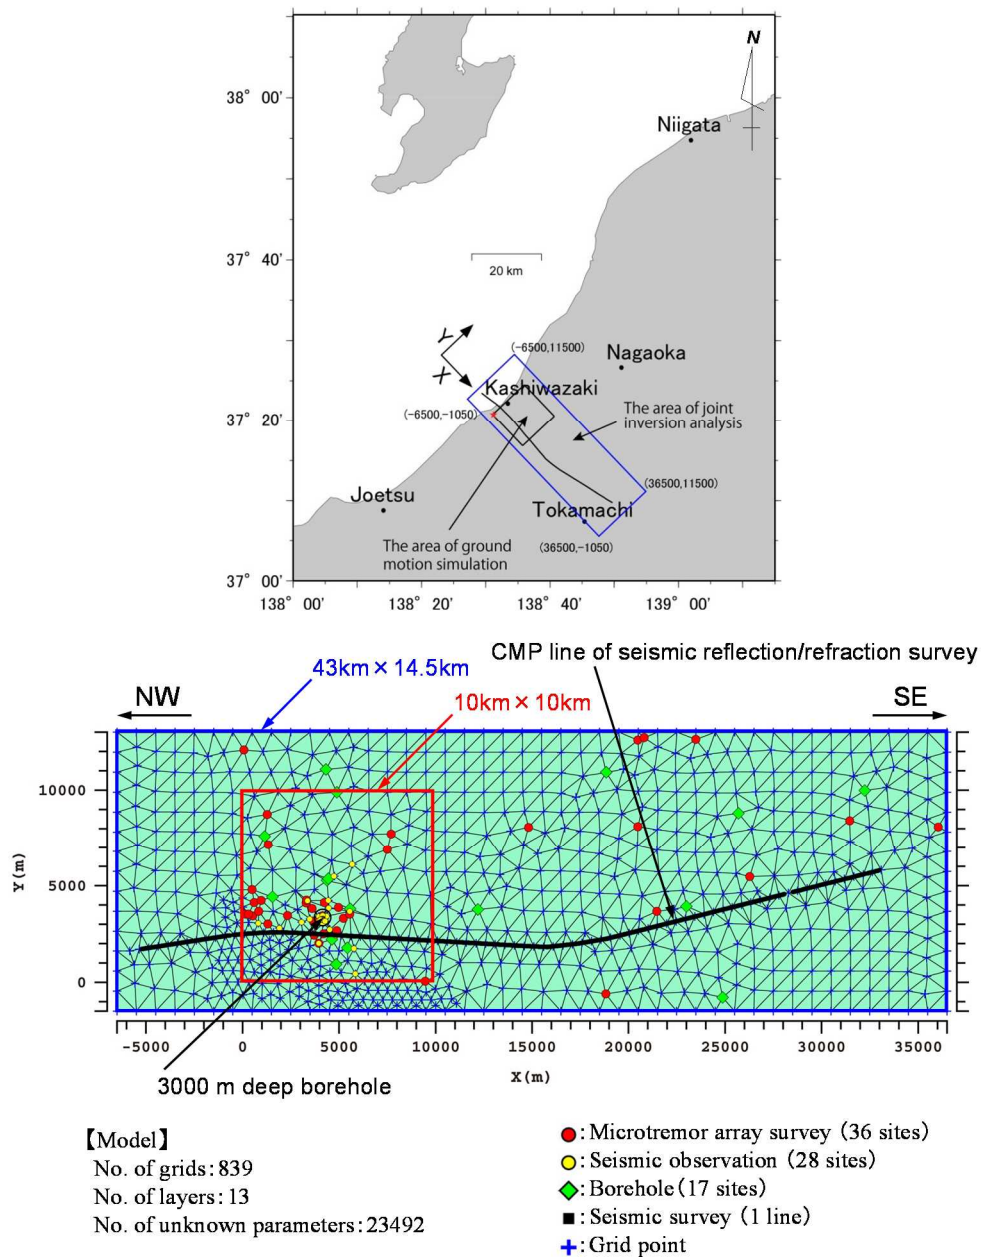 N
38° 00'
Niigata
37° 40'
20 km
Y
X
(-6500,11500)
Nagaoka
Kashiwazaki
(-6500,-1050)
37° 20'
The area of joint
inversion analysis
(36500,11500)
Joetsu
Tokamachi
The area of ground
motion simulation
(36500,-1050)
37° 00'
138° 00' 138° 20' 138° 40' 139° 00'
CMP line of seismic reflection/refraction survey
43km×14.5km
NW
10km×10km
SE
10000
5000
0
Y(m)
-5000 0 5000 10000 15000 20000 25000 30000 35000
X(m)
3000 m deep borehole
【Model】
No. of grids:839
No. of layers:13
No. of unknown parameters:23492
:Microtremor array survey (36 sites)
:Seismic observation (28 sites)
:Borehole(17 sites)
:Seismic survey (1 line)
:Grid point